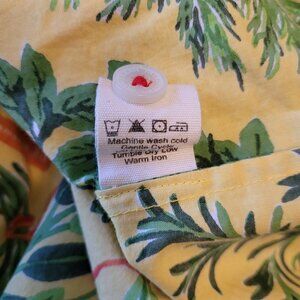 Machine wash cold
Gentle Cycle
Tumble Dry Low
Warm Iron